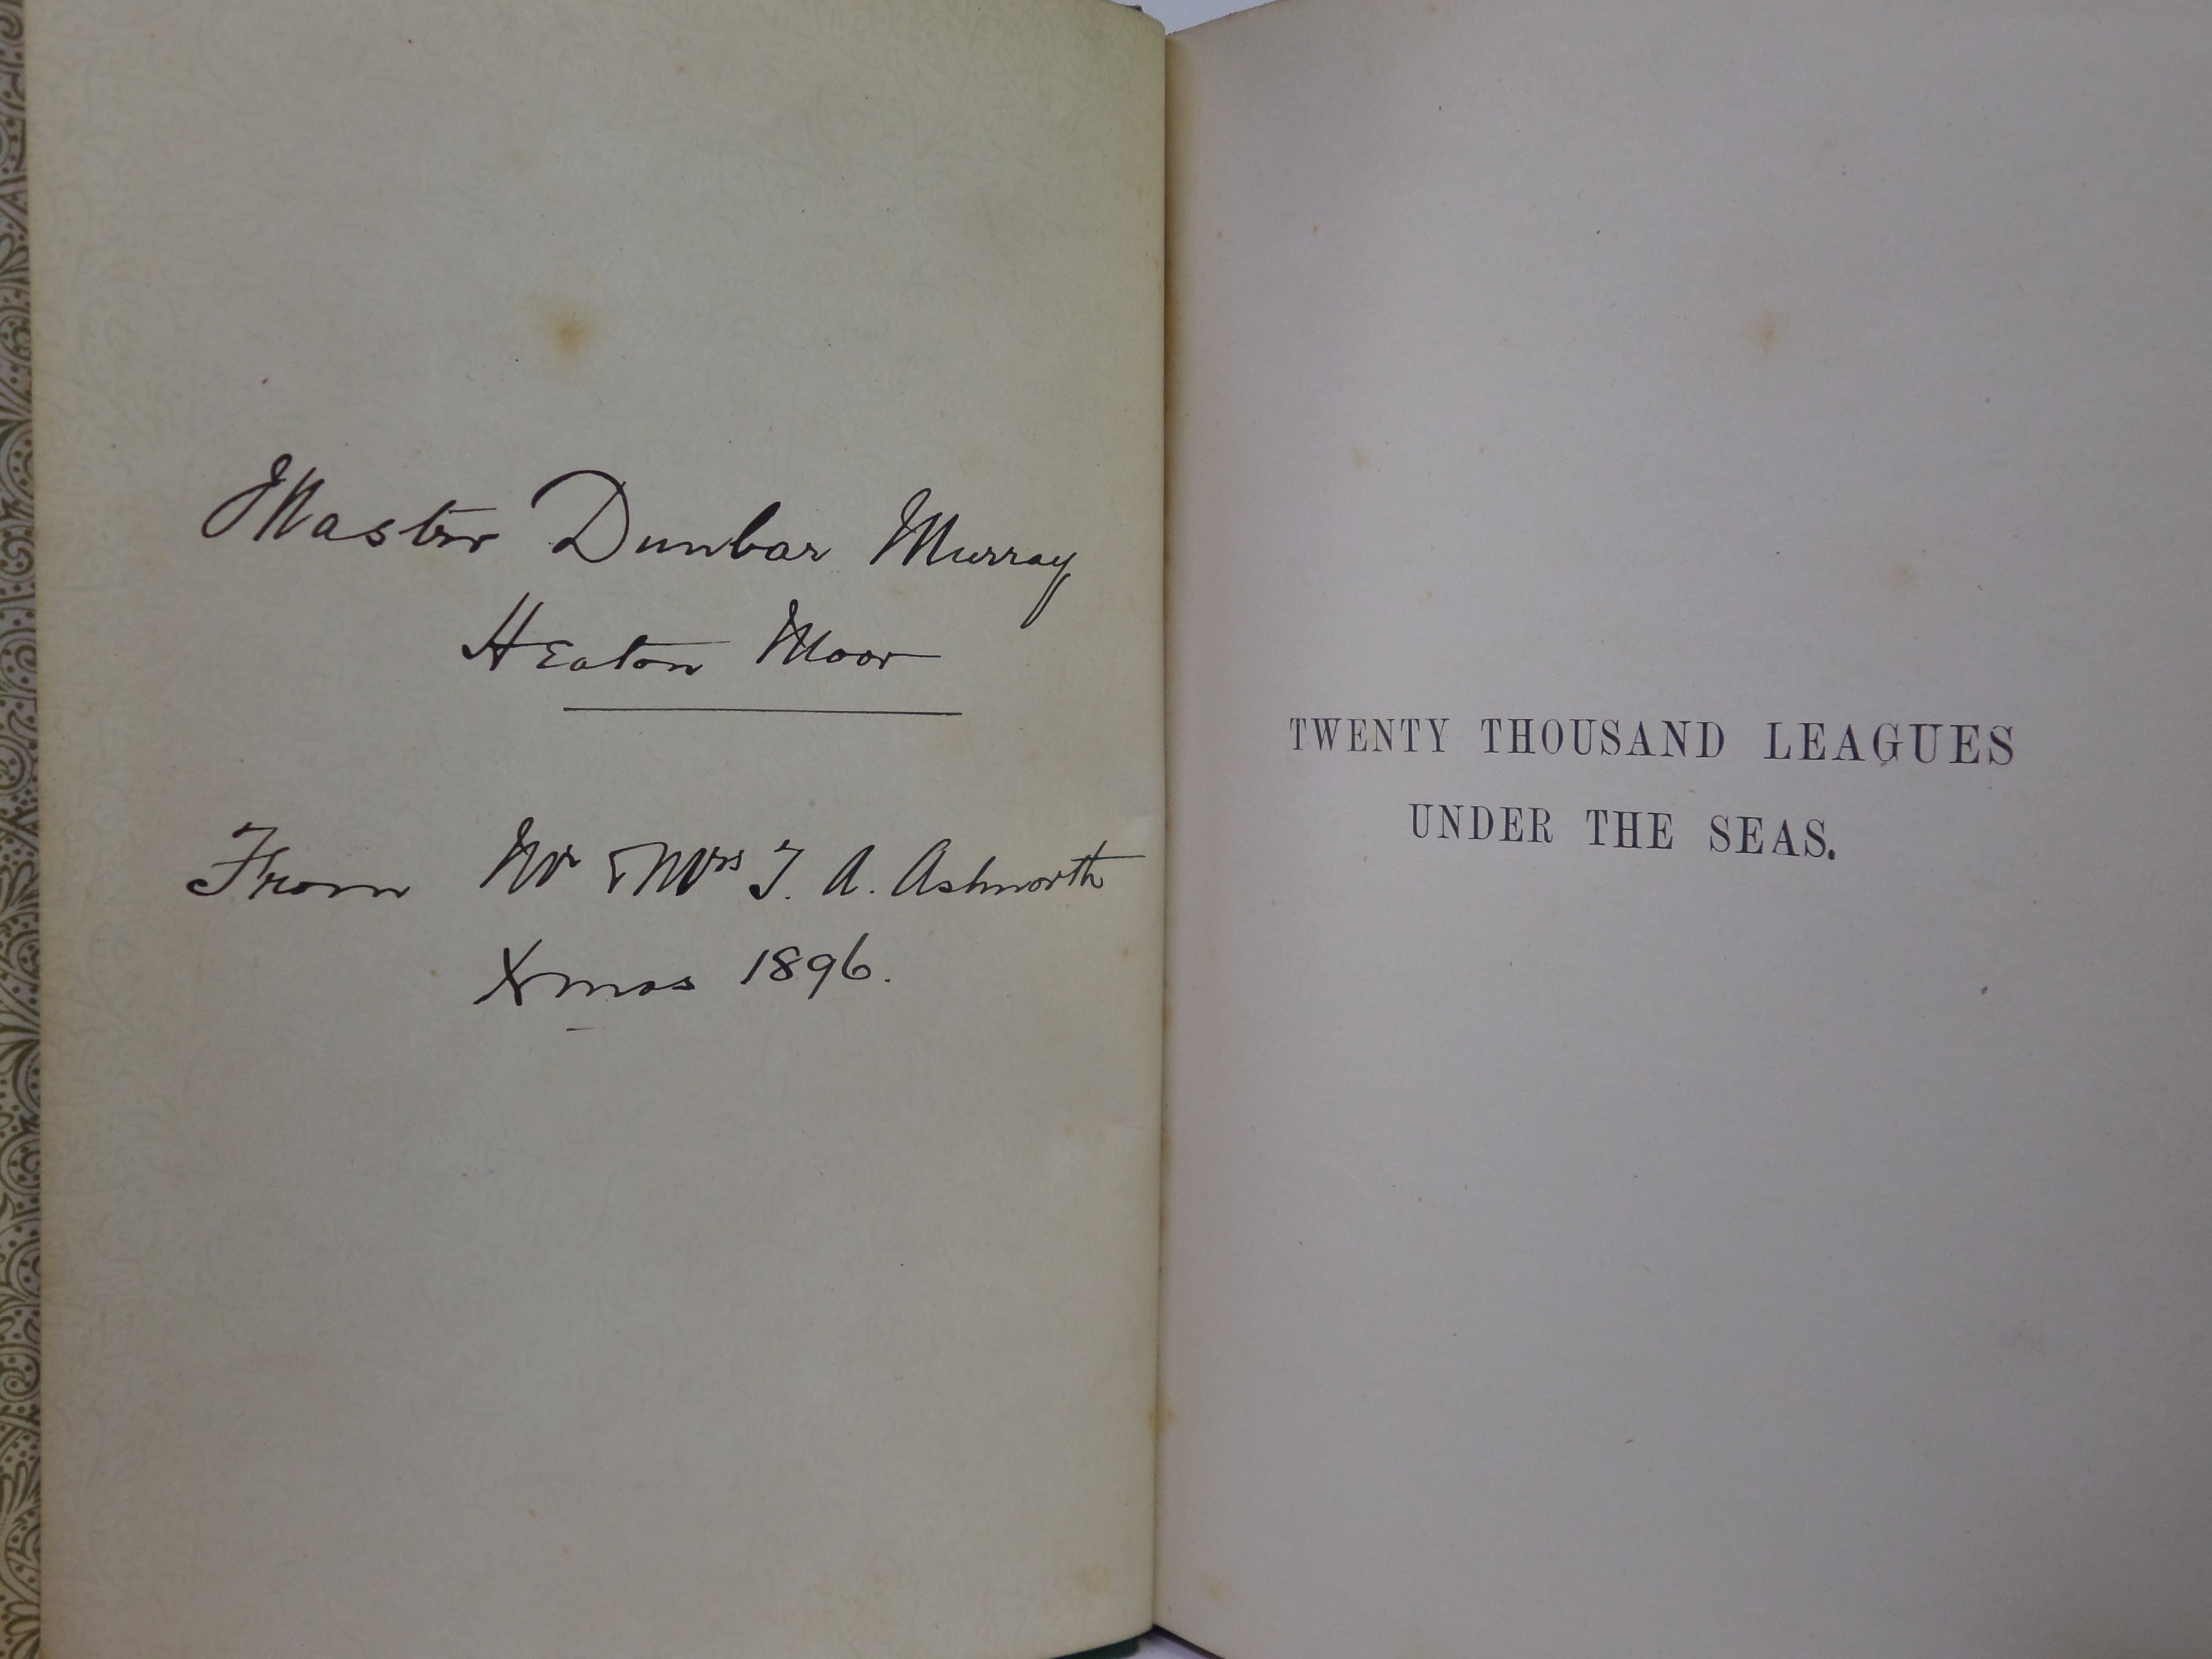 Master Dunbar Murray
Heaton Moor
From Mr & Mrs T. A. Ashworth
Xmas 1896.
TWENTY THOUSAND LEAGUES
UNDER THE SEAS.